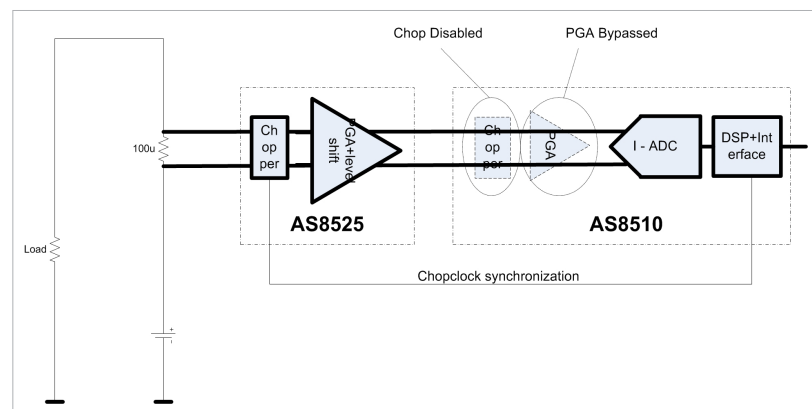 Chop Disabled
PGA Bypassed
Ch
op
per
PGA+level
shift
Ch
op
per
PGA
I - ADC
DSP+Int
erface
100u
AS8525
AS8510
Load
Chopclock synchronization
+
-